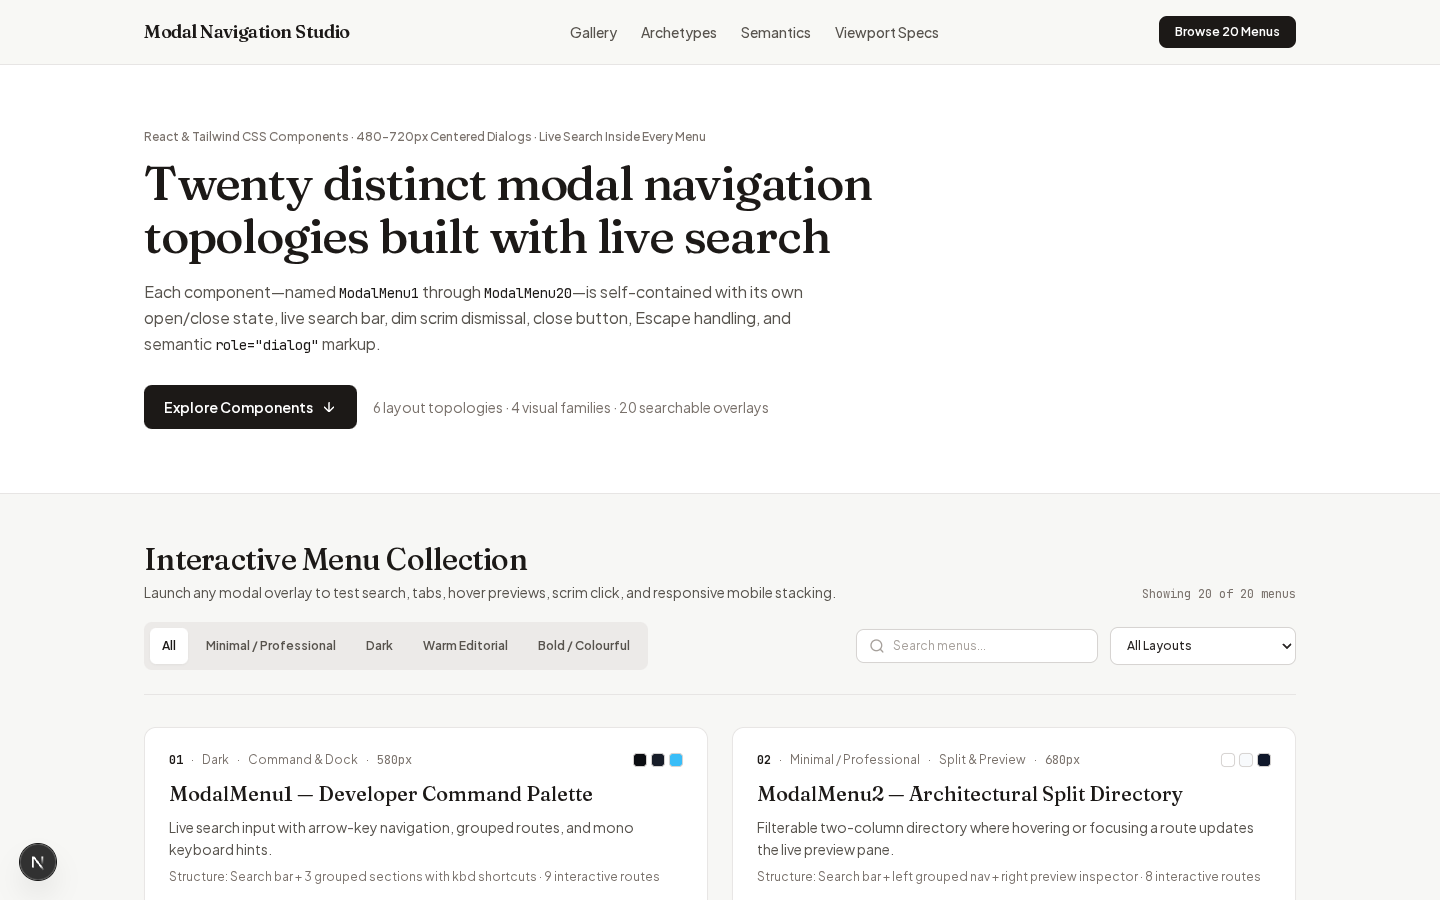 Modal Navigation Studio
Gallery
Archetypes
Semantics
Viewport Specs
Browse 20 Menus
React & Tailwind CSS Components · 480–720px Centered Dialogs · Live Search Inside Every Menu
Twenty distinct modal navigation
topologies built with live search
Each component—named ModalMenu1 through ModalMenu20—is self-contained with its own
open/close state, live search bar, dim scrim dismissal, close button, Escape handling, and
semantic role="dialog" markup.
Explore Components ↓
6 layout topologies · 4 visual families · 20 searchable overlays
Interactive Menu Collection
Launch any modal overlay to test search, tabs, hover previews, scrim click, and responsive mobile stacking.
Showing 20 of 20 menus
All
Minimal / Professional
Dark
Warm Editorial
Bold / Colourful
Search menus...
All Layouts
01 · Dark · Command & Dock · 580px
ModalMenu1 — Developer Command Palette
Live search input with arrow-key navigation, grouped routes, and mono
keyboard hints.
Structure: Search bar + 3 grouped sections with kbd shortcuts · 9 interactive routes
02 · Minimal / Professional · Split & Preview · 680px
ModalMenu2 — Architectural Split Directory
Filterable two-column directory where hovering or focusing a route updates
the live preview pane.
Structure: Search bar + left grouped nav + right preview inspector · 8 interactive routes
N